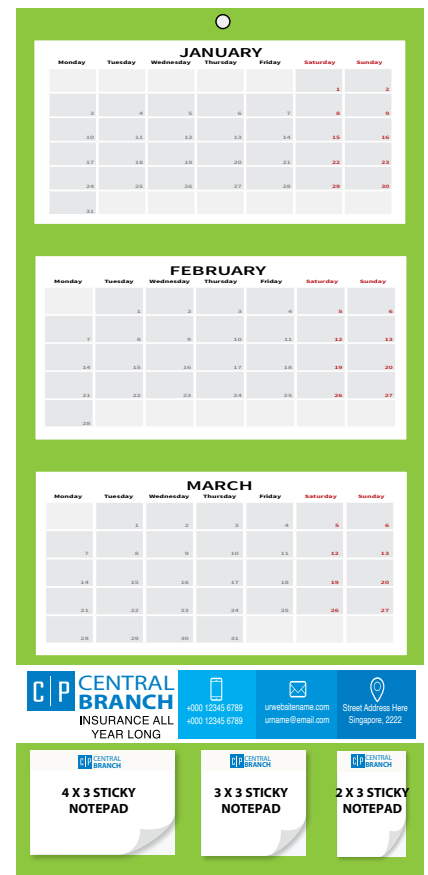 JANUARY
Monday Tuesday Wednesday Thursday Friday Saturday Sunday
1 2
3 4 5 6 7 8 9
10 11 12 13 14 15 16
17 18 19 20 21 22 23
24 25 26 27 28 29 30
31
FEBRUARY
Monday Tuesday Wednesday Thursday Friday Saturday Sunday
1 2 3 4 5 6
7 8 9 10 11 12 13
14 15 16 17 18 19 20
21 22 23 24 25 26 27
28
MARCH
Monday Tuesday Wednesday Thursday Friday Saturday Sunday
1 2 3 4 5 6
7 8 9 10 11 12 13
14 15 16 17 18 19 20
21 22 23 24 25 26 27
28 29 30 31
C|P CENTRAL
BRANCH
INSURANCE ALL
YEAR LONG
+000 12345 6789
+000 12345 6789
urwebsitename.com
urname@email.com
Street Address Here
Singapore, 2222
C|P CENTRAL
BRANCH
4 X 3 STICKY
NOTEPAD
C|P CENTRAL
BRANCH
3 X 3 STICKY
NOTEPAD
C|P CENTRAL
BRANCH
2 X 3 STICKY
NOTEPAD